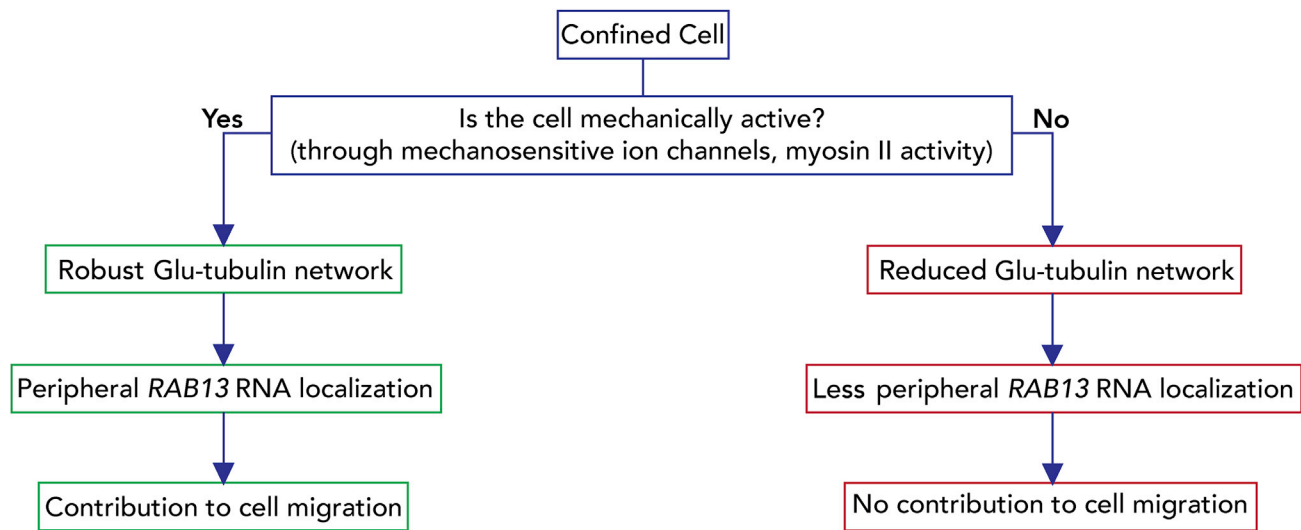 Confined Cell
Yes
Is the cell mechanically active?
No
(through mechanosensitive ion channels, myosin II activity)
Robust Glu-tubulin network
Reduced Glu-tubulin network
Peripheral RAB13 RNA localization
Less peripheral RAB13 RNA localization
Contribution to cell migration
No contribution to cell migration